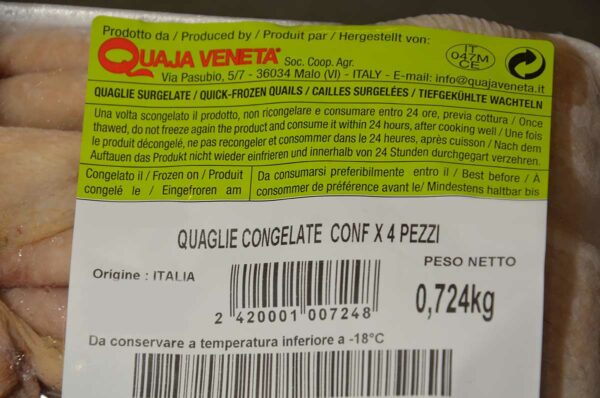 Prodotto da / Produced by / Produit par / Hergestellt von:
QUAJA VENETA® Soc. Coop. Agr.
IT
047M
CE
Via Pasubio, 5/7 - 36034 Malo (VI) - ITALY - E-mail: info@quajaveneta.it
QUAGLIE SURGELATE / QUICK-FROZEN QUAILS / CAILLES SURGELÉES / TIEFGEKÜHLTE WACHTELN
Una volta scongelato il prodotto, non ricongelare e consumare entro 24 ore, previa cottura / Once
thawed, do not freeze again the product and consume it within 24 hours, after cooking well / Une fois
le produit décongelé, ne pas recongeler et consommer dans le 24 heures, après cuisson / Nach dem
Auftauen das Produkt nicht wieder einfrieren und innerhalb von 24 Stunden durchgegart verzehren.
Congelato il / Frozen on / Produit
congelé le / Eingefroren am
Da consumarsi preferibilmente entro il / Best before / A
consommer de préférence avant le/ Mindestens haltbar bis
QUAGLIE CONGELATE CONF X 4 PEZZI
Origine : ITALIA
PESO NETTO
0,724kg
2 420001 007248
Da conservare a temperatura inferiore a -18°C